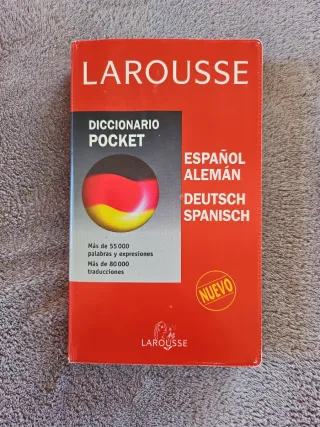 LAROUSSE
DICCIONARIO
POCKET
ESPAÑOL
ALEMÁN
DEUTSCH
SPANISCH
Más de 55 000
palabras y expresiones
Más de 80 000
traducciones
NUEVO
LAROUSSE